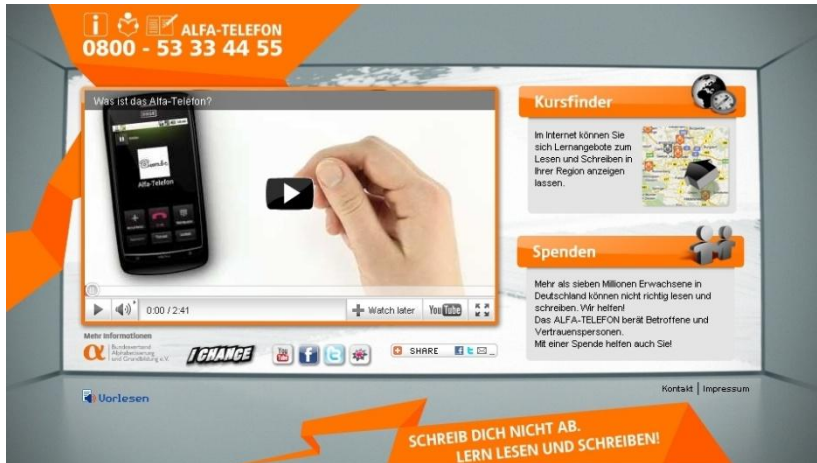 ALFA-TELEFON
0800 - 53 33 44 55
Was ist das Alfa-Telefon?
Alfa-Telefon
0:00 / 2:41
Watch later
YouTube
Kursfinder
Im Internet können Sie
sich Lernangebote zum
Lesen und Schreiben in
Ihrer Region anzeigen
lassen.
Spenden
Mehr als sieben Millionen Erwachsene in
Deutschland können nicht richtig lesen und
schreiben. Wir helfen!
Das ALFA-TELEFON berät Betroffene und
Vertrauenspersonen.
Mit einer Spende helfen auch Sie!
Mehr Informationen
Bundesverband
Alphabetisierung
und Grundbildung e.V.
I CHANGE
You Tube
SHARE
Kontakt | Impressum
Vorlesen
SCHREIB DICH NICHT AB.
LERN LESEN UND SCHREIBEN!